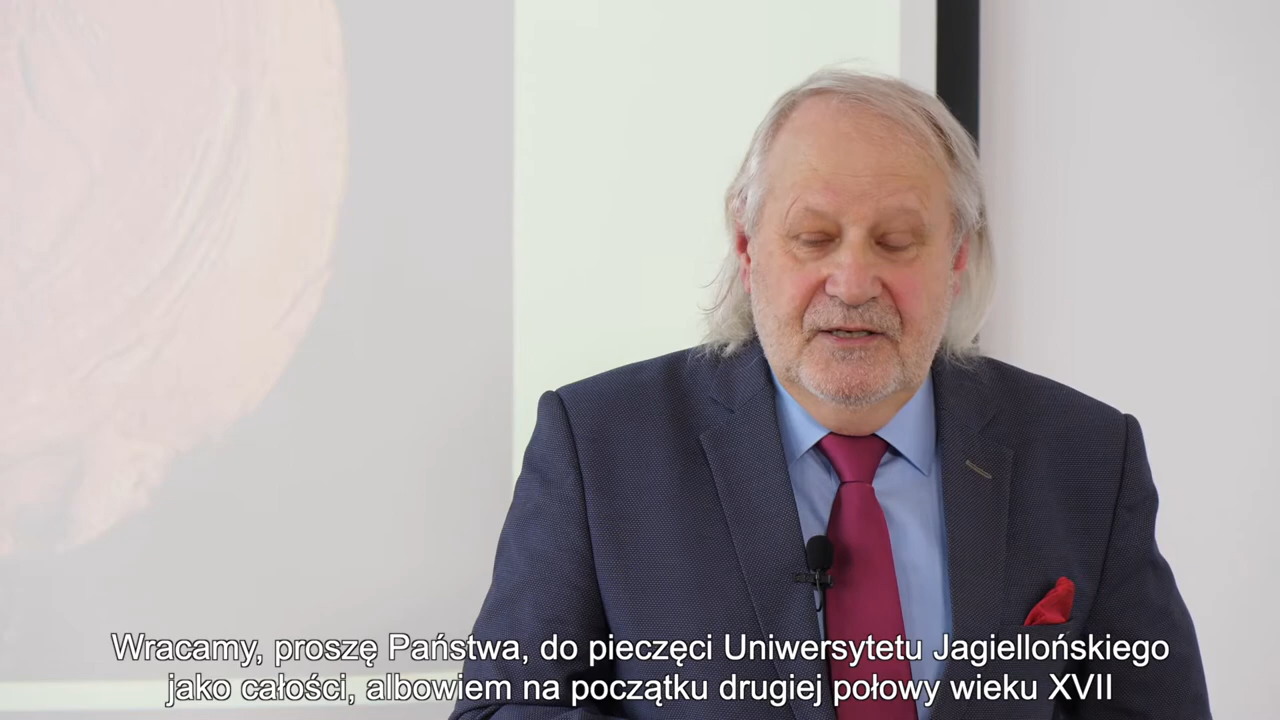 Wracamy, proszę Państwa, do pieczęci Uniwersytetu Jagiellońskiego
jako całości, albowiem na początku drugiej połowy wieku XVII